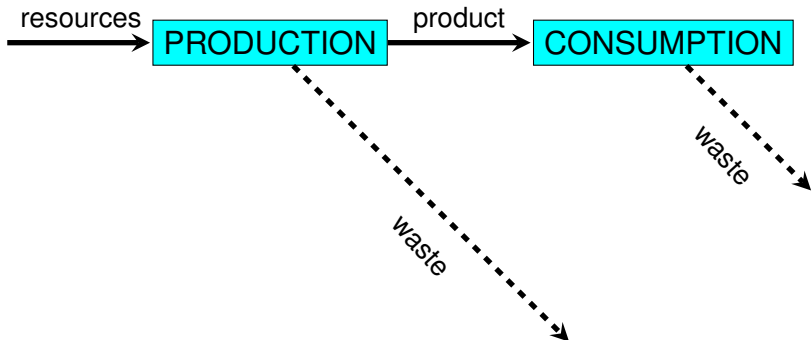 resources
PRODUCTION
product
CONSUMPTION
waste
waste